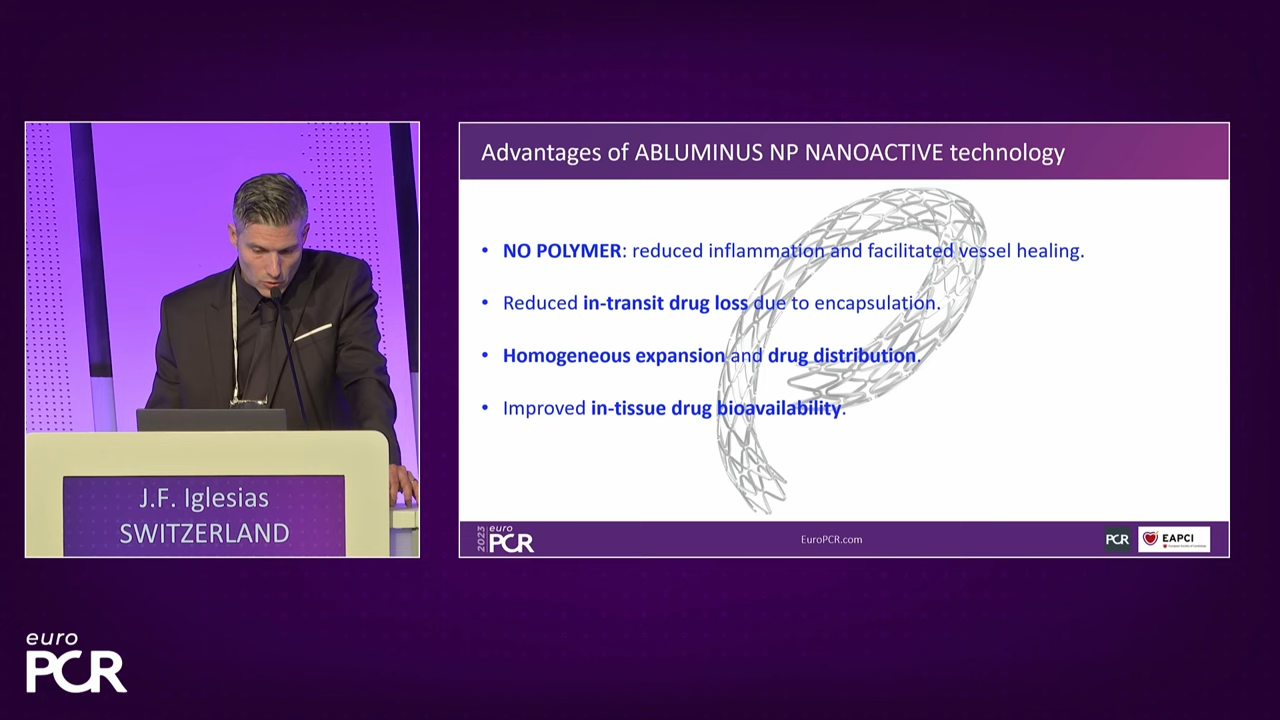 Advantages of ABLUMINUS NP NANOACTIVE technology
• NO POLYMER: reduced inflammation and facilitated vessel healing.
• Reduced in-transit drug loss due to encapsulation.
• Homogeneous expansion and drug distribution.
• Improved in-tissue drug bioavailability.
J.F. Iglesias
SWITZERLAND
2023 euro PCR
EuroPCR.com
PCR
EAPCI
euro
PCR